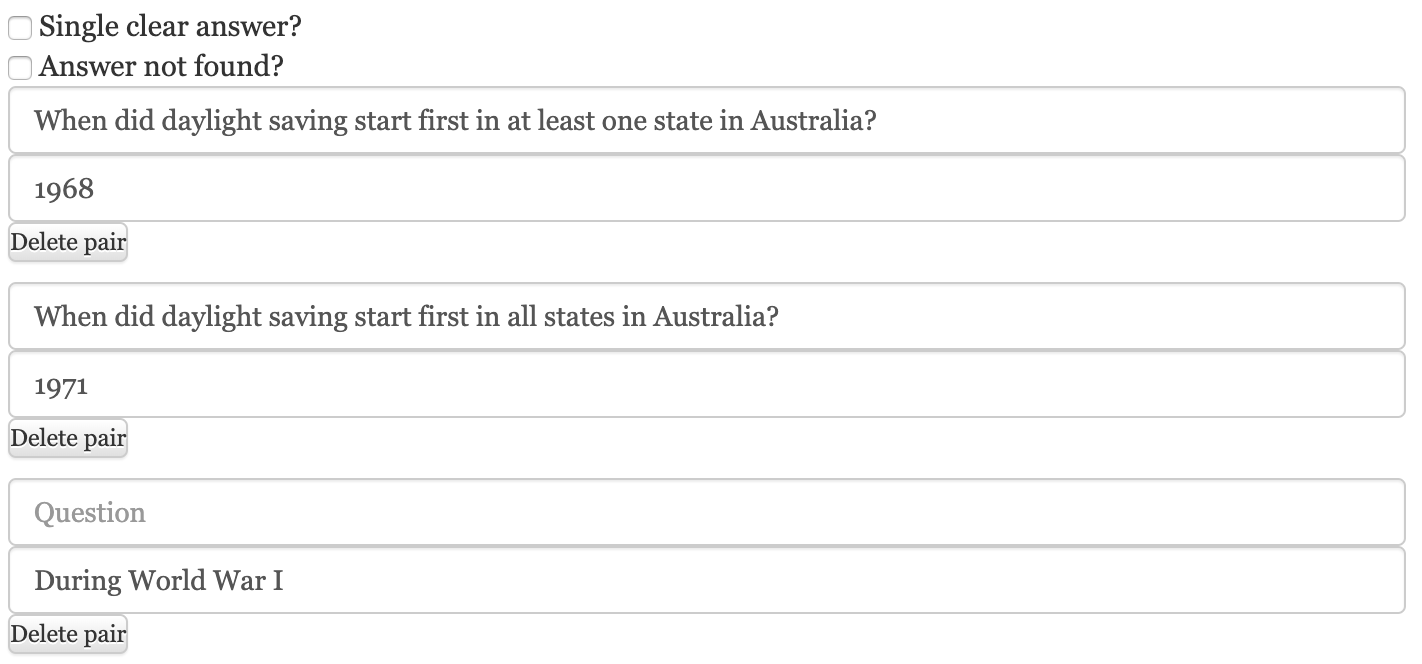 Single clear answer?
Answer not found?
When did daylight saving start first in at least one state in Australia?
1968
Delete pair
When did daylight saving start first in all states in Australia?
1971
Delete pair
Question
During World War I
Delete pair